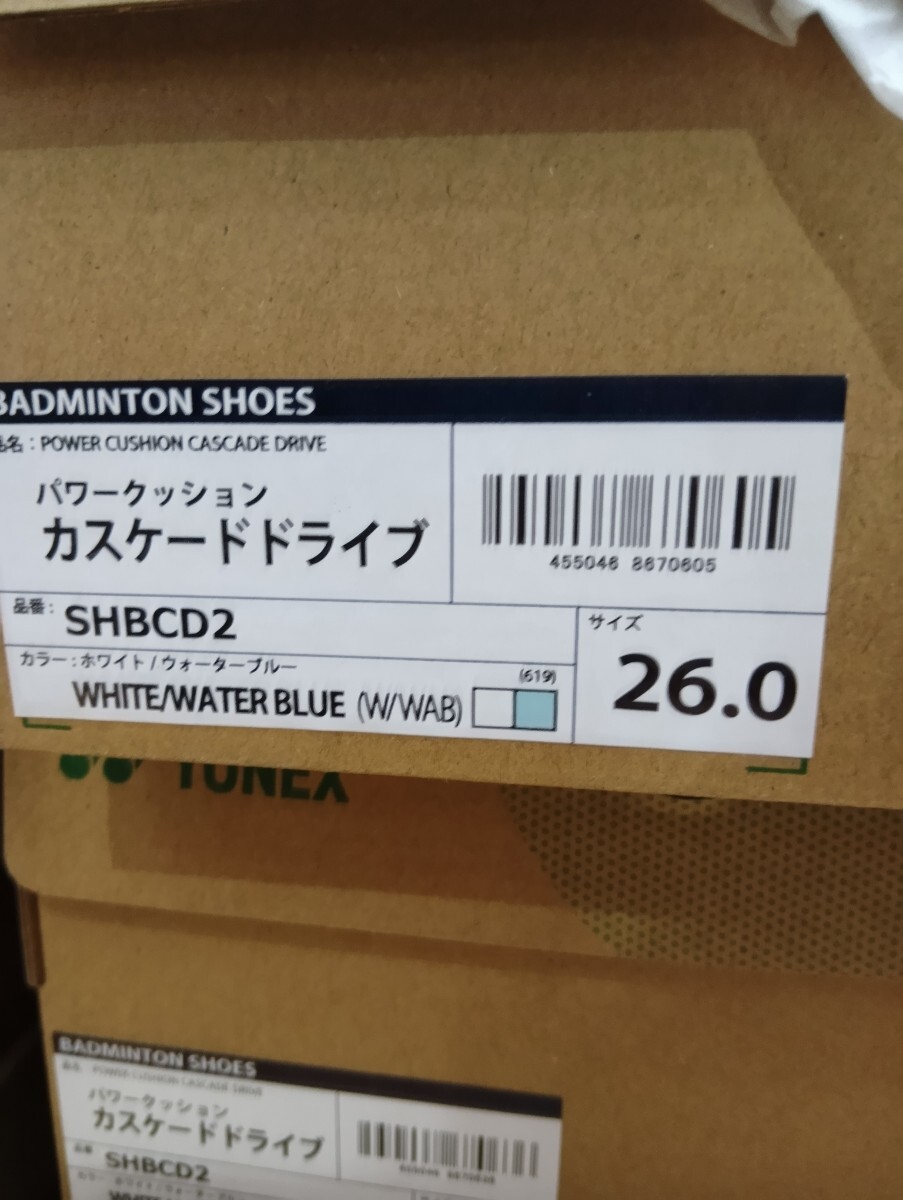 BADMINTON SHOES
品名：POWER CUSHION CASCADE DRIVE
パワークッション
カスケードドライブ
455046 8670605
品番：
SHBCD2
サイズ
26.0
カラー：ホワイト/ウォーターブルー
(619)
WHITE/WATER BLUE (W/WAB)
YONEX
BADMINTON SHOES
品名 POWER CUSHION CASCADE DRIVE
パワークッション
カスケードドライブ
品番
SHBCD2